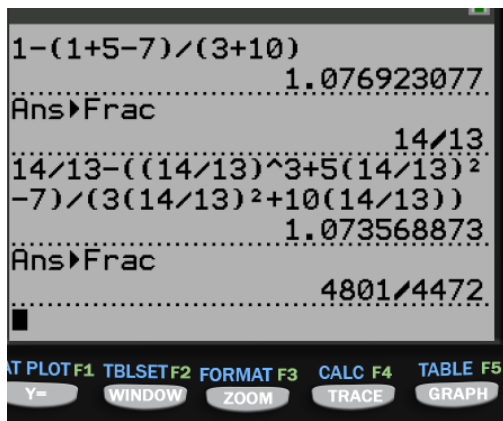 1-(1+5-7)/(3+10)
1.076923077
Ans▸Frac
14/13
14/13-((14/13)^3+5(14/13)²
-7)/(3(14/13)²+10(14/13))
1.073568873
Ans▸Frac
4801/4472
AT PLOT F1 TBLSET F2 FORMAT F3 CALC F4 TABLE F5
Y= WINDOW ZOOM TRACE GRAPH